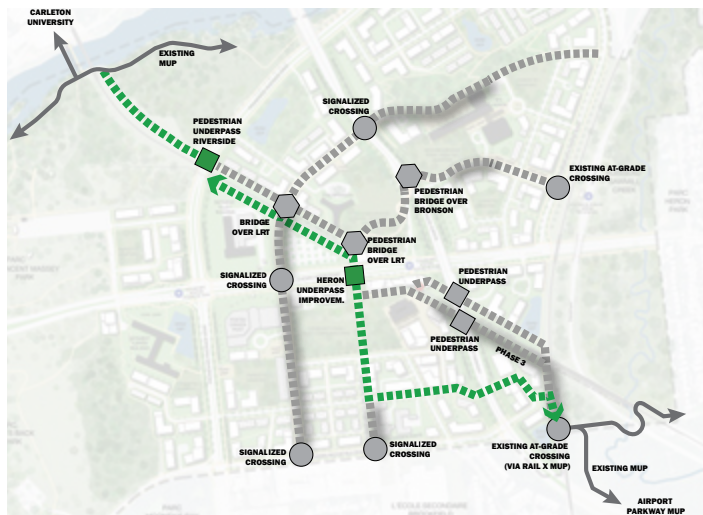 CARLETON
UNIVERSITY
EXISTING
MUP
SIGNALIZED
CROSSING
PEDESTRIAN
UNDERPASS
RIVERSIDE
EXISTING AT-GRADE
CROSSING
PEDESTRIAN
BRIDGE OVER
BRONSON
BRIDGE
OVER LRT
PEDESTRIAN
BRIDGE
OVER LRT
SIGNALIZED
CROSSING
HERON
UNDERPASS
IMPROVEM.
PEDESTRIAN
UNDERPASS
PEDESTRIAN
UNDERPASS
PHASE 3
SIGNALIZED
CROSSING
SIGNALIZED
CROSSING
EXISTING AT-GRADE
CROSSING
(VIA RAIL X MUP)
EXISTING MUP
AIRPORT
PARKWAY MUP